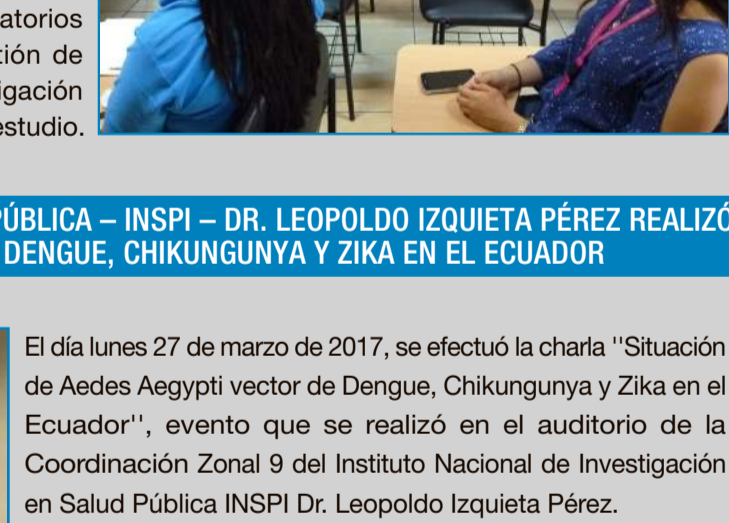 atorios
tión de
igación
estudio.
PÚBLICA – INSPI – DR. LEOPOLDO IZQUIETA PÉREZ REALIZÓ
DENGUE, CHIKUNGUNYA Y ZIKA EN EL ECUADOR
El día lunes 27 de marzo de 2017, se efectuó la charla ''Situación
de Aedes Aegypti vector de Dengue, Chikungunya y Zika en el
Ecuador'', evento que se realizó en el auditorio de la
Coordinación Zonal 9 del Instituto Nacional de Investigación
en Salud Pública INSPI Dr. Leopoldo Izquieta Pérez.